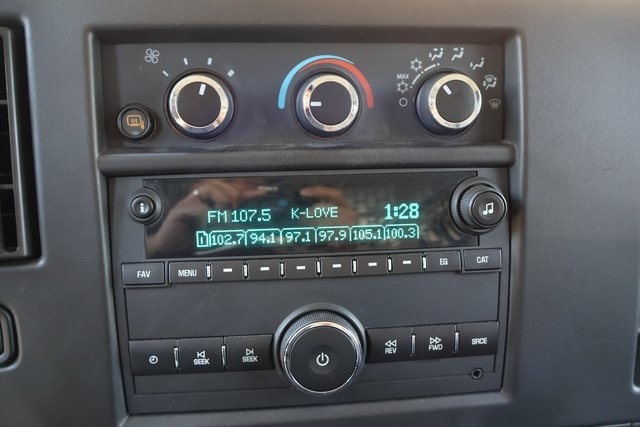 MAX
FM 107.5 K-LOVE 1:28
1 102.7 94.1 97.1 97.9 105.1 100.3
FAV MENU EQ CAT
SEEK SEEK REV FWD SRCE